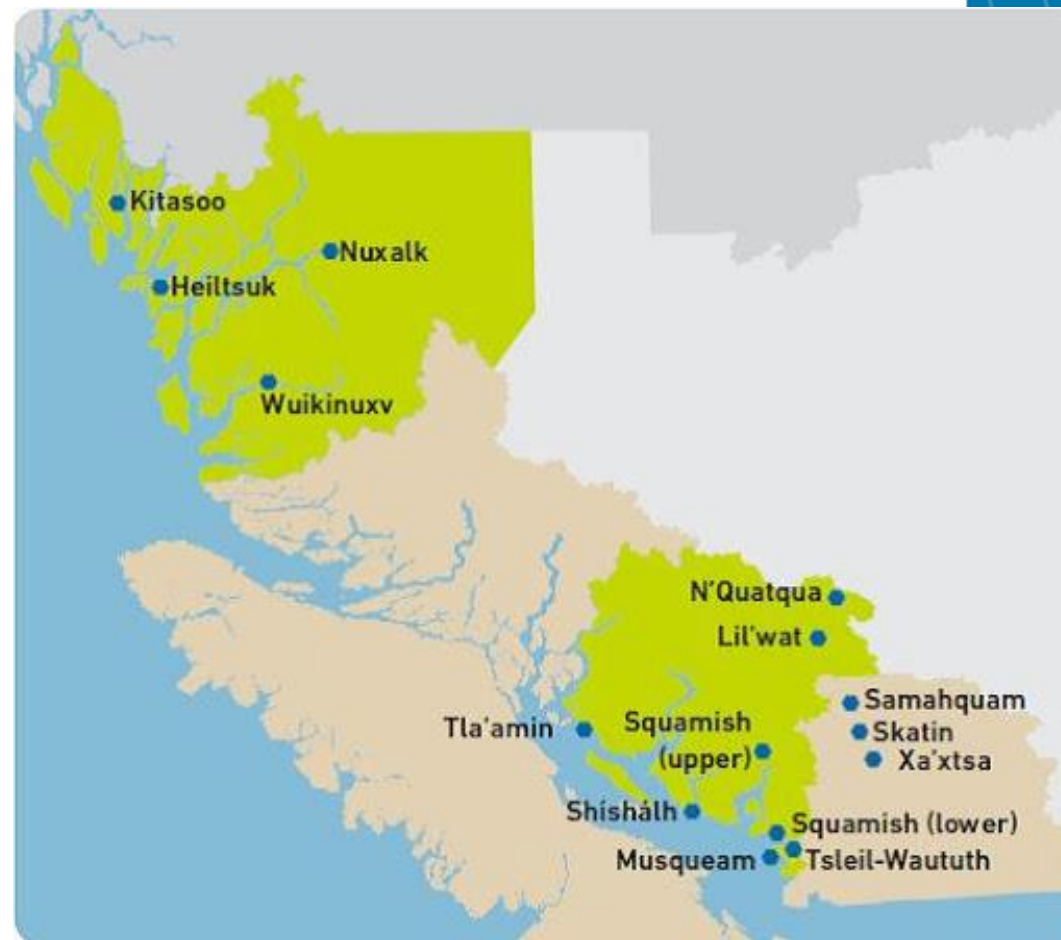 Kitasoo
Nuxalk
Heiltsuk
Wuikinuxv
N'Quatqua
Lil'wat
Samahquam
Skatin
Xa'xtsa
Tla'amin
Squamish
(upper)
Shíshálh
Squamish (lower)
Musqueam
Tsleil-Waututh